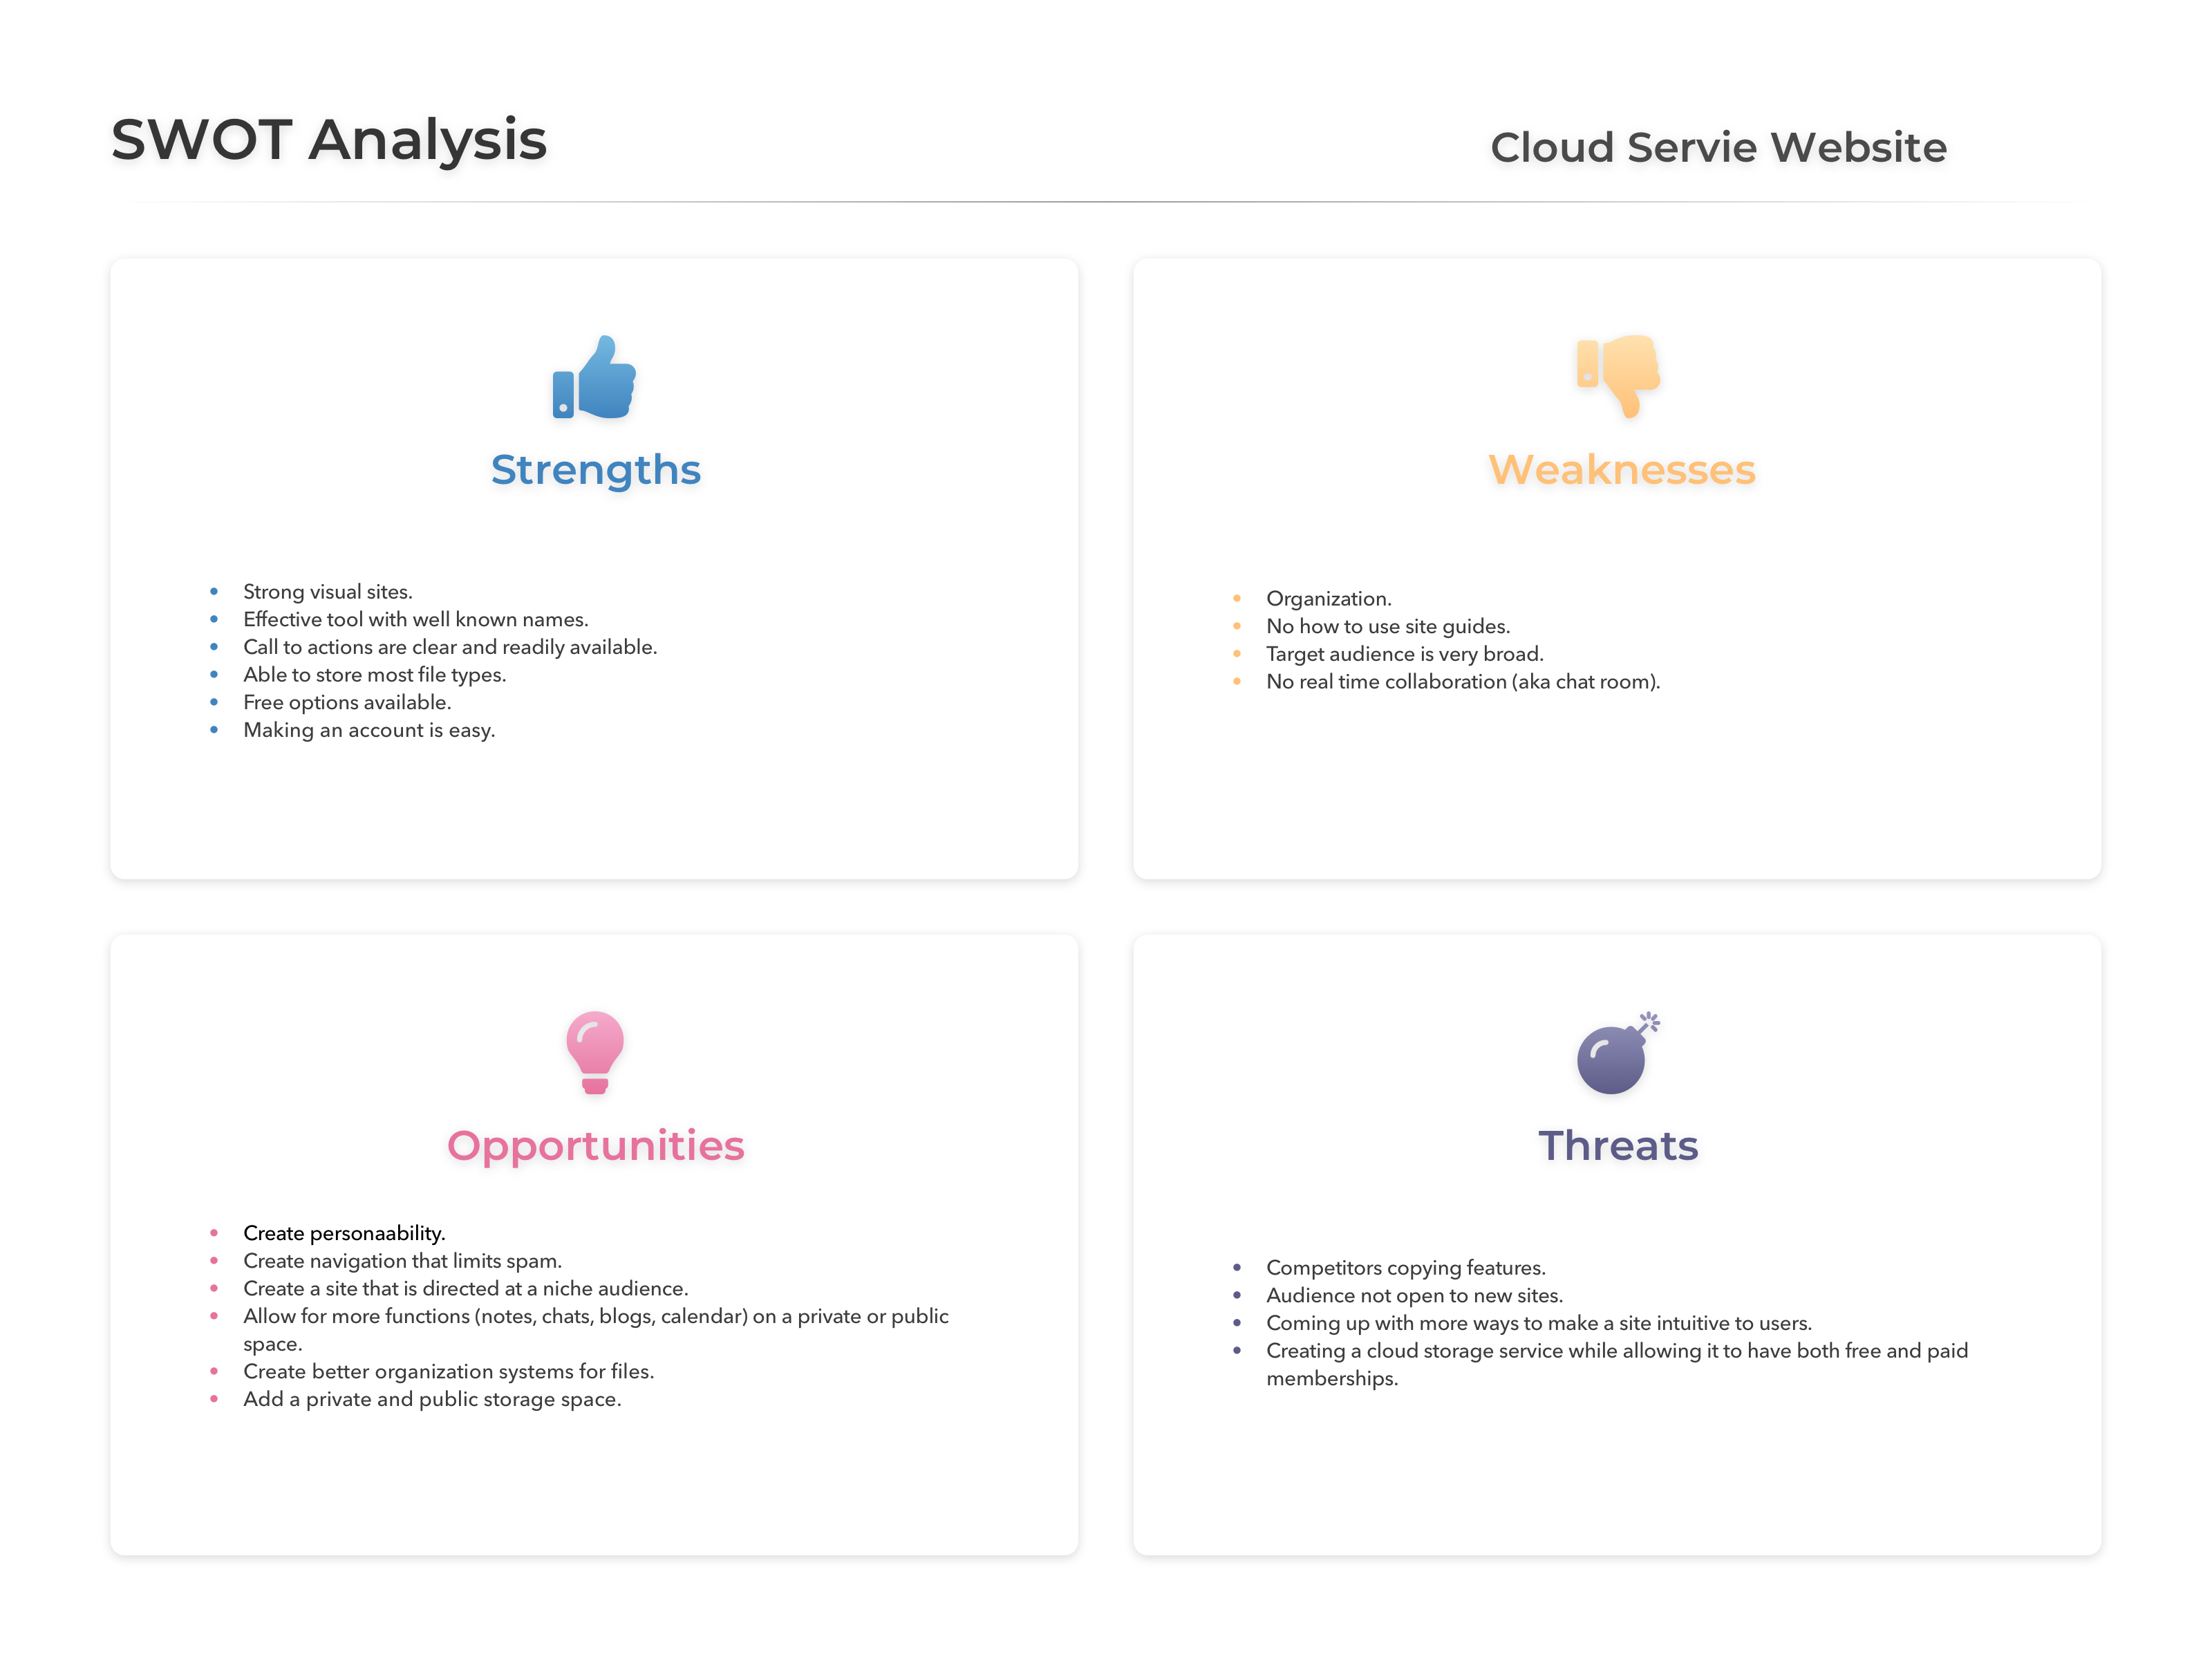 SWOT Analysis
Cloud Servie Website
Strengths
• Strong visual sites.
• Effective tool with well known names.
• Call to actions are clear and readily available.
• Able to store most file types.
• Free options available.
• Making an account is easy.
Weaknesses
• Organization.
• No how to use site guides.
• Target audience is very broad.
• No real time collaboration (aka chat room).
Opportunities
• Create personaability.
• Create navigation that limits spam.
• Create a site that is directed at a niche audience.
• Allow for more functions (notes, chats, blogs, calendar) on a private or public
space.
• Create better organization systems for files.
• Add a private and public storage space.
Threats
• Competitors copying features.
• Audience not open to new sites.
• Coming up with more ways to make a site intuitive to users.
• Creating a cloud storage service while allowing it to have both free and paid
memberships.